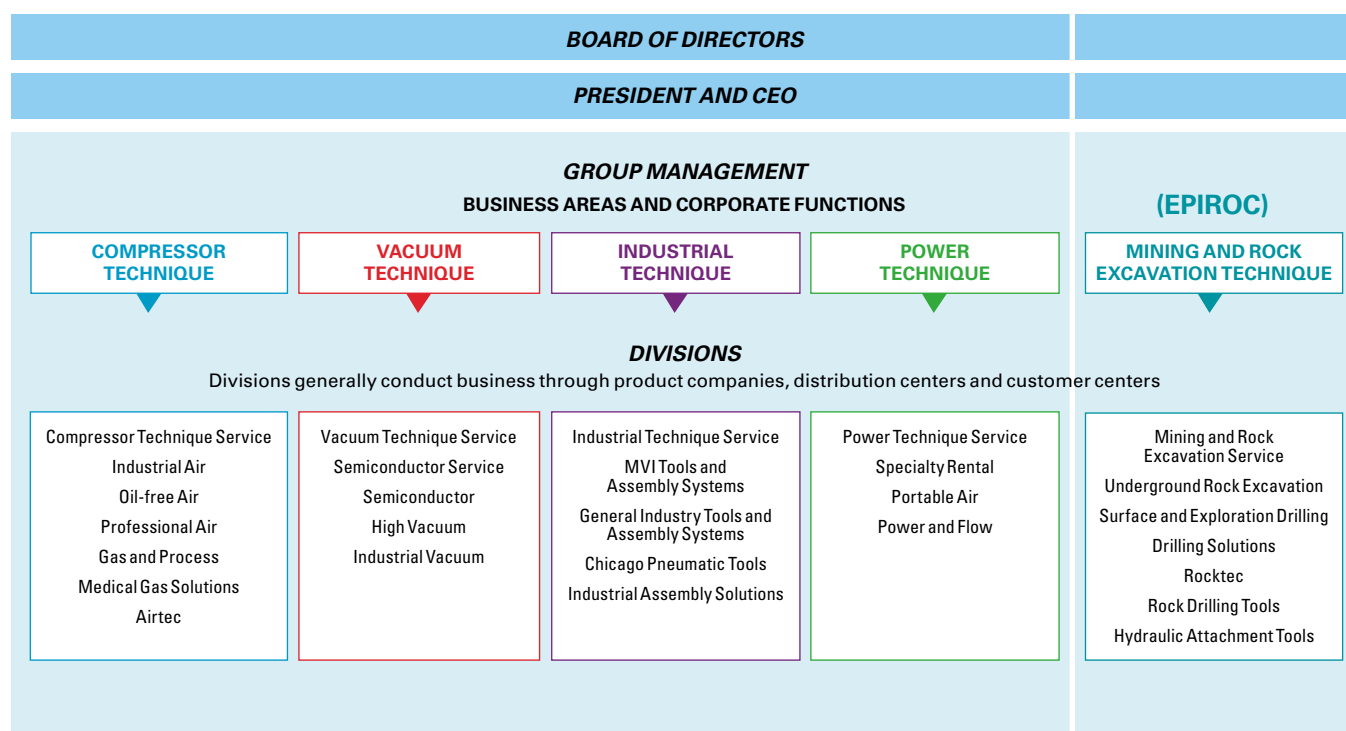 BOARD OF DIRECTORS
PRESIDENT AND CEO
GROUP MANAGEMENT
BUSINESS AREAS AND CORPORATE FUNCTIONS
(EPIROC)
COMPRESSOR
TECHNIQUE
VACUUM
TECHNIQUE
INDUSTRIAL
TECHNIQUE
POWER
TECHNIQUE
MINING AND ROCK
EXCAVATION TECHNIQUE
DIVISIONS
Divisions generally conduct business through product companies, distribution centers and customer centers
Compressor Technique Service
Industrial Air
Oil-free Air
Professional Air
Gas and Process
Medical Gas Solutions
Airtec
Vacuum Technique Service
Semiconductor Service
Semiconductor
High Vacuum
Industrial Vacuum
Industrial Technique Service
MVI Tools and
Assembly Systems
General Industry Tools and
Assembly Systems
Chicago Pneumatic Tools
Industrial Assembly Solutions
Power Technique Service
Specialty Rental
Portable Air
Power and Flow
Mining and Rock
Excavation Service
Underground Rock Excavation
Surface and Exploration Drilling
Drilling Solutions
Rocktec
Rock Drilling Tools
Hydraulic Attachment Tools